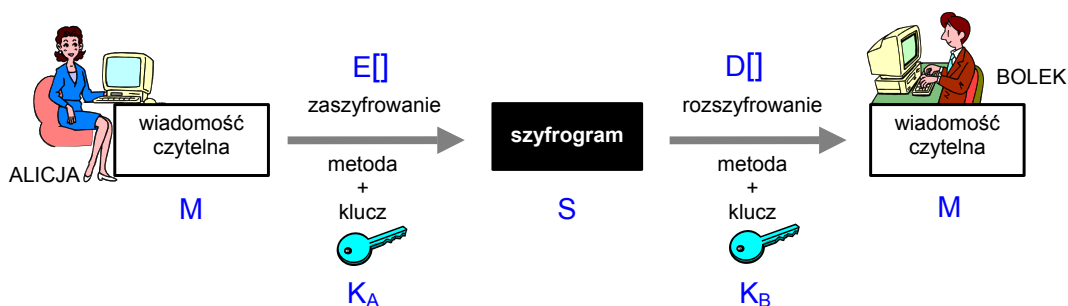 E[]
D[]
BOLEK
zaszyfrowanie
rozszyfrowanie
wiadomość
czytelna
szyfrogram
wiadomość
czytelna
ALICJA
metoda
+
klucz
metoda
+
klucz
M
S
M
KA
KB